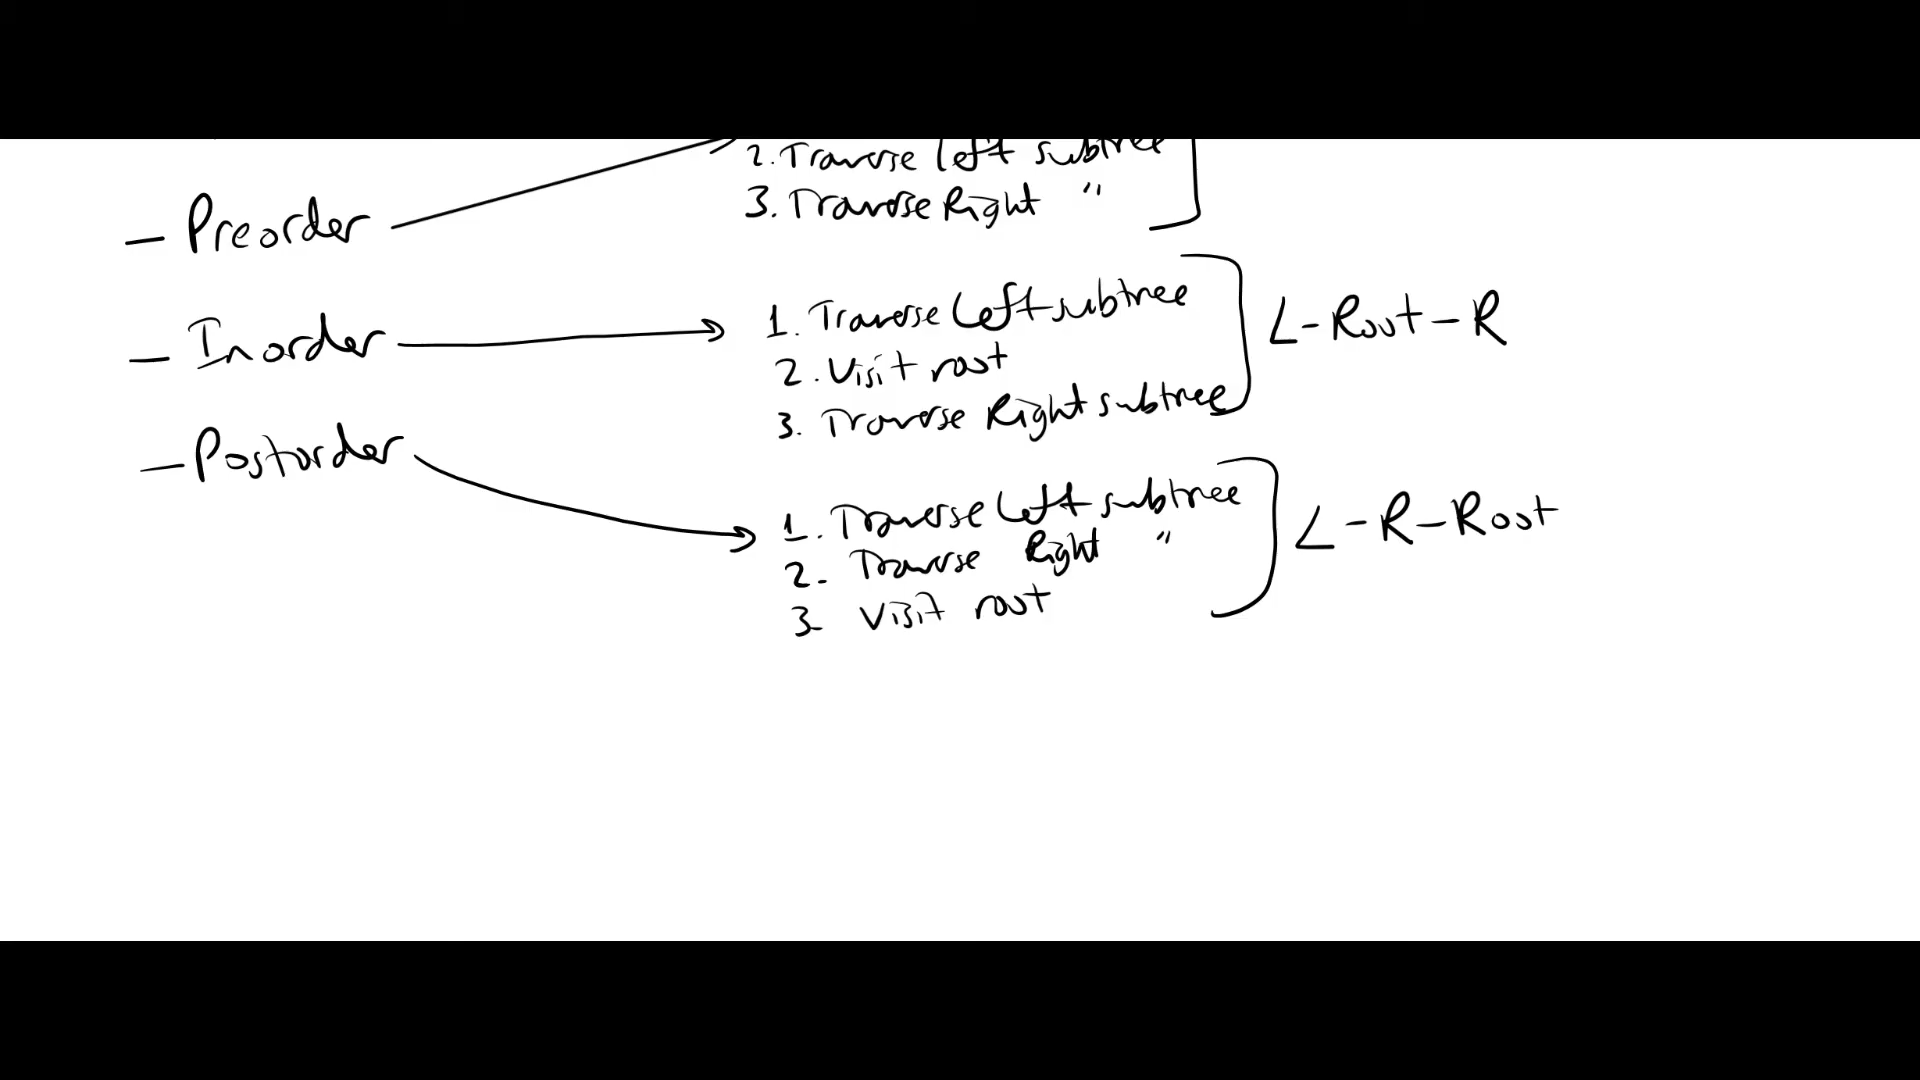 2. Traverse left subtree
3. Traverse Right "
- Preorder
1. Traverse Left subtree
L-Root-R
- Inorder
2. Visit root
3. Traverse Right subtree
- Postorder
1. Traverse Left subtree
L-R-Root
2. Traverse Right "
3. Visit root